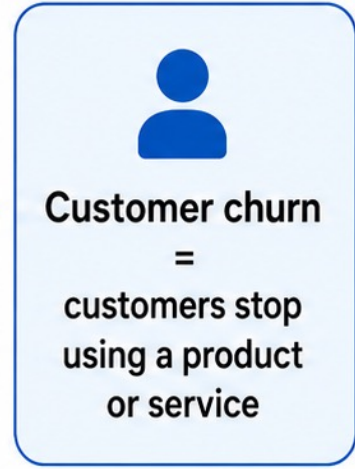 Customer churn
=
customers stop
using a product
or service